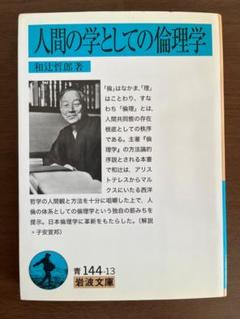 人間の学としての倫理学
和辻哲郎著
「倫」はなかま、「理」
はことわり、すな
わち「倫理」とは、
人間共同態の存在
根底としての秩序
である。主著『倫
理学』の方法論的
序説とされる本書
で和辻は、アリス
トテレスからマル
クスにいたる西洋
哲学の人間観と方法を十分に咀嚼した上で、人
倫の体系としての倫理学という独自の筋みちを
提示。日本倫理学に革新をもたらした。（解説
・子安宣邦）
青 144-13
岩波文庫